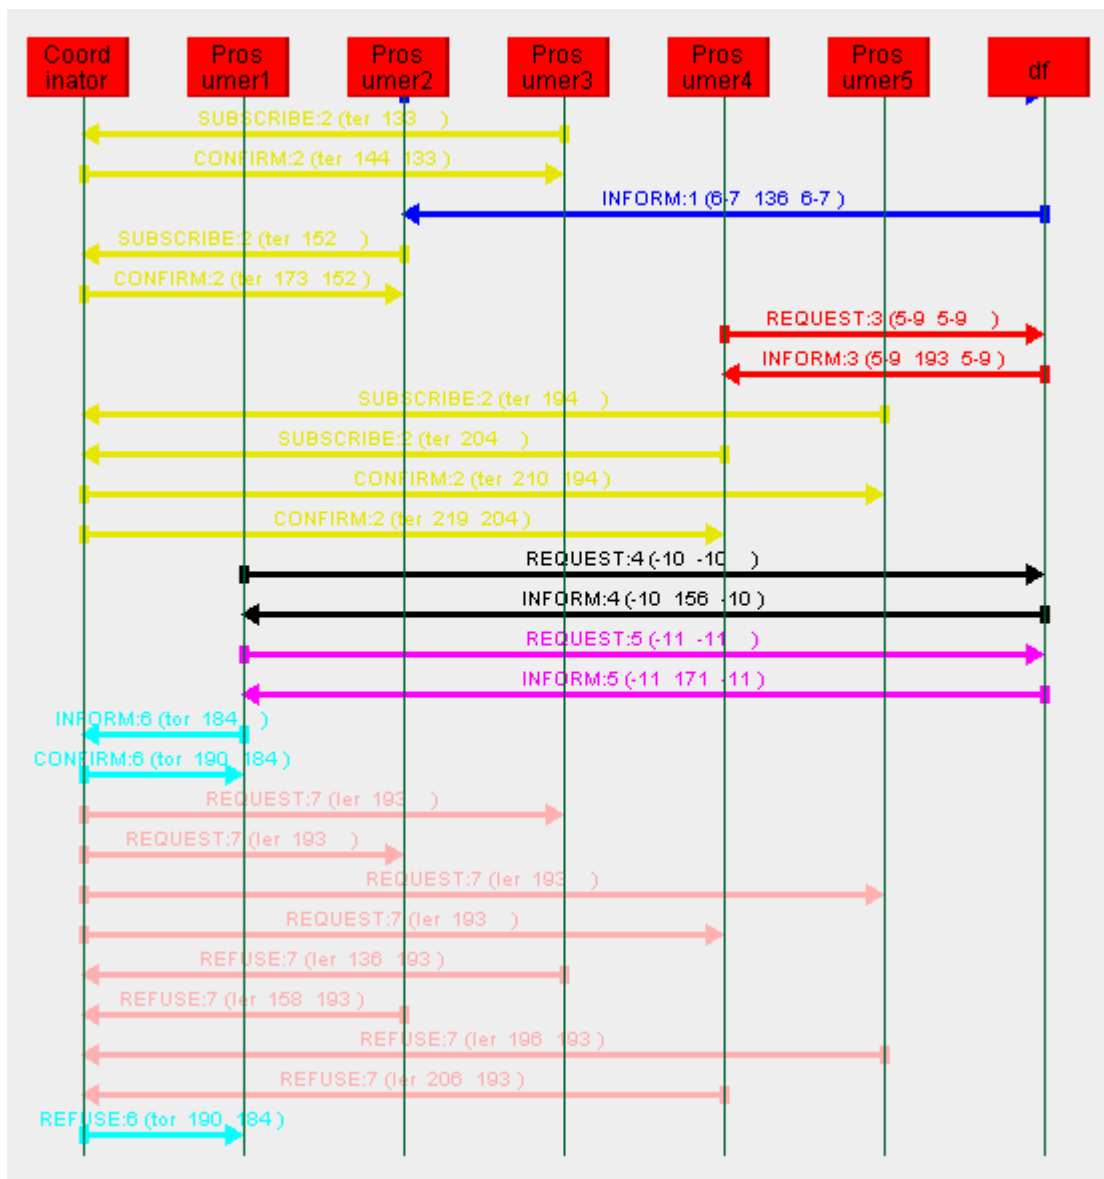 Coord
inator
Pros
umer1
Pros
umer2
Pros
umer3
Pros
umer4
Pros
umer5
df
SUBSCRIBE:2 (ter 133 )
CONFIRM:2 (ter 144 133 )
INFORM:1 (6-7 136 6-7 )
SUBSCRIBE:2 (ter 152 )
CONFIRM:2 (ter 173 152 )
REQUEST:3 (5-9 5-9 )
INFORM:3 (5-9 193 5-9 )
SUBSCRIBE:2 (ter 194 )
SUBSCRIBE:2 (ter 204 )
CONFIRM:2 (ter 210 194 )
CONFIRM:2 (ter 219 204 )
REQUEST:4 (-10 -10 )
INFORM:4 (-10 156 -10 )
REQUEST:5 (-11 -11 )
INFORM:5 (-11 171 -11 )
INFORM:6 (tor 184 )
CONFIRM:6 (tor 190 184 )
REQUEST:7 (ler 193 )
REQUEST:7 (ler 193 )
REQUEST:7 (ler 193 )
REQUEST:7 (ler 193 )
REFUSE:7 (ler 136 193 )
REFUSE:7 (ler 158 193 )
REFUSE:7 (ler 196 193 )
REFUSE:7 (ler 206 193 )
REFUSE:6 (tor 190 184 )